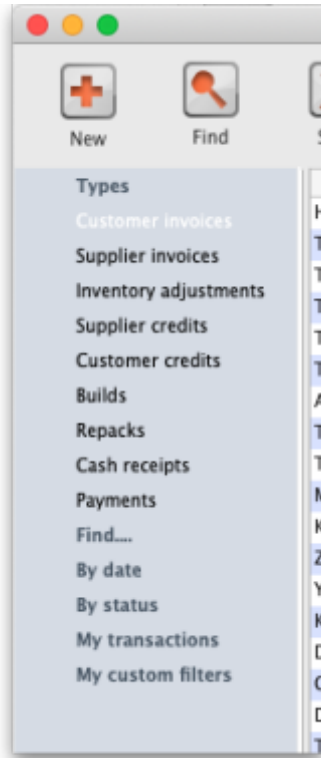 New Find
Types
Customer invoices
Supplier invoices
Inventory adjustments
Supplier credits
Customer credits
Builds
Repacks
Cash receipts
Payments
Find....
By date
By status
My transactions
My custom filters